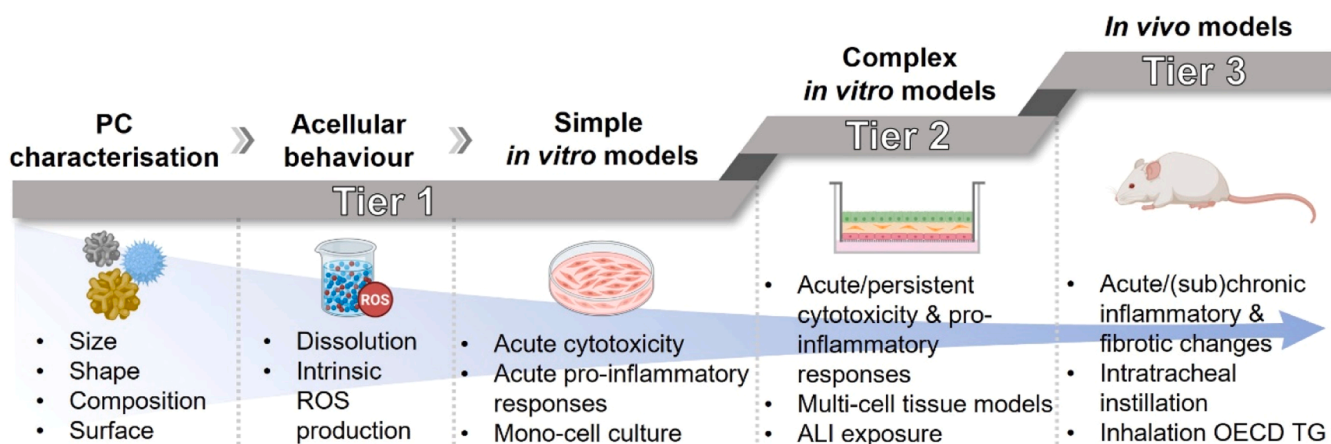 PC
characterisation
Acellular
behaviour
Simple
in vitro models
Complex
in vitro models
In vivo models
Tier 1
Tier 2
Tier 3
ROS
• Size
• Shape
• Composition
• Surface
• Dissolution
• Intrinsic
ROS
production
• Acute cytotoxicity
• Acute pro-inflammatory
responses
• Mono-cell culture
• Acute/persistent
cytotoxicity & pro-
inflammatory
responses
• Multi-cell tissue models
• ALI exposure
• Acute/(sub)chronic
inflammatory &
fibrotic changes
• Intratracheal
instillation
• Inhalation OECD TG